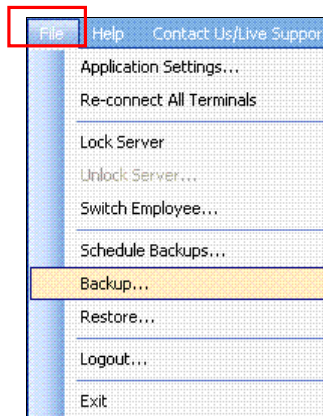 File Help Contact Us/Live Suppor
Application Settings...
Re-connect All Terminals
Lock Server
Unlock Server...
Switch Employee...
Schedule Backups...
Backup...
Restore...
Logout...
Exit